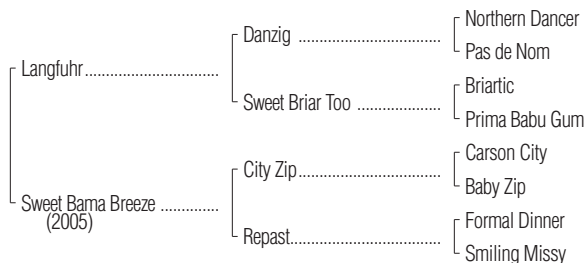 Northern Dancer
Danzig ..............................
Pas de Nom
Langfuhr............................
Briartic
Sweet Briar Too ..................
Prima Babu Gum
Carson City
City Zip..............................
Baby Zip
Sweet Bama Breeze ............
(2005)
Formal Dinner
Repast................................
Smiling Missy